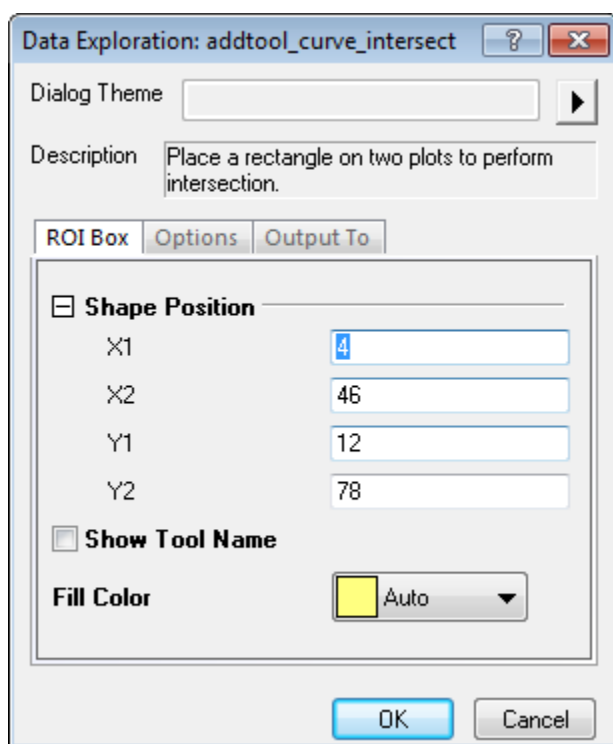 Data Exploration: addtool_curve_intersect
Dialog Theme
Description Place a rectangle on two plots to perform
intersection.
ROI Box Options Output To
Shape Position
X1 4
X2 46
Y1 12
Y2 78
Show Tool Name
Fill Color Auto
OK Cancel